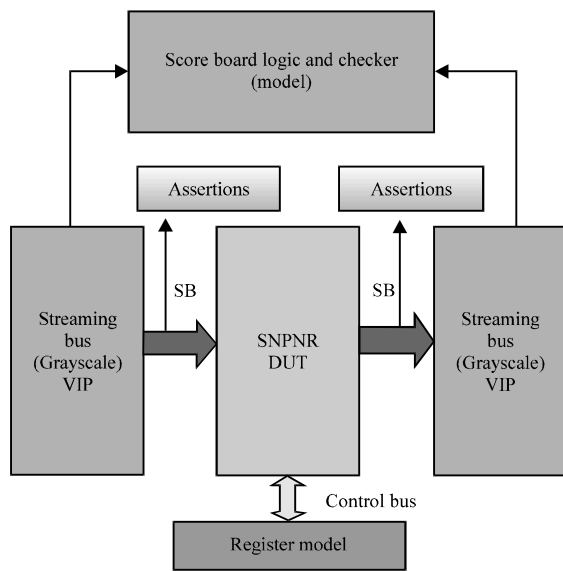 Score board logic and checker
(model)
Assertions
Assertions
SB
SB
Streaming
bus
(Grayscale)
VIP
SNPNR
DUT
Streaming
bus
(Grayscale)
VIP
Control bus
Register model